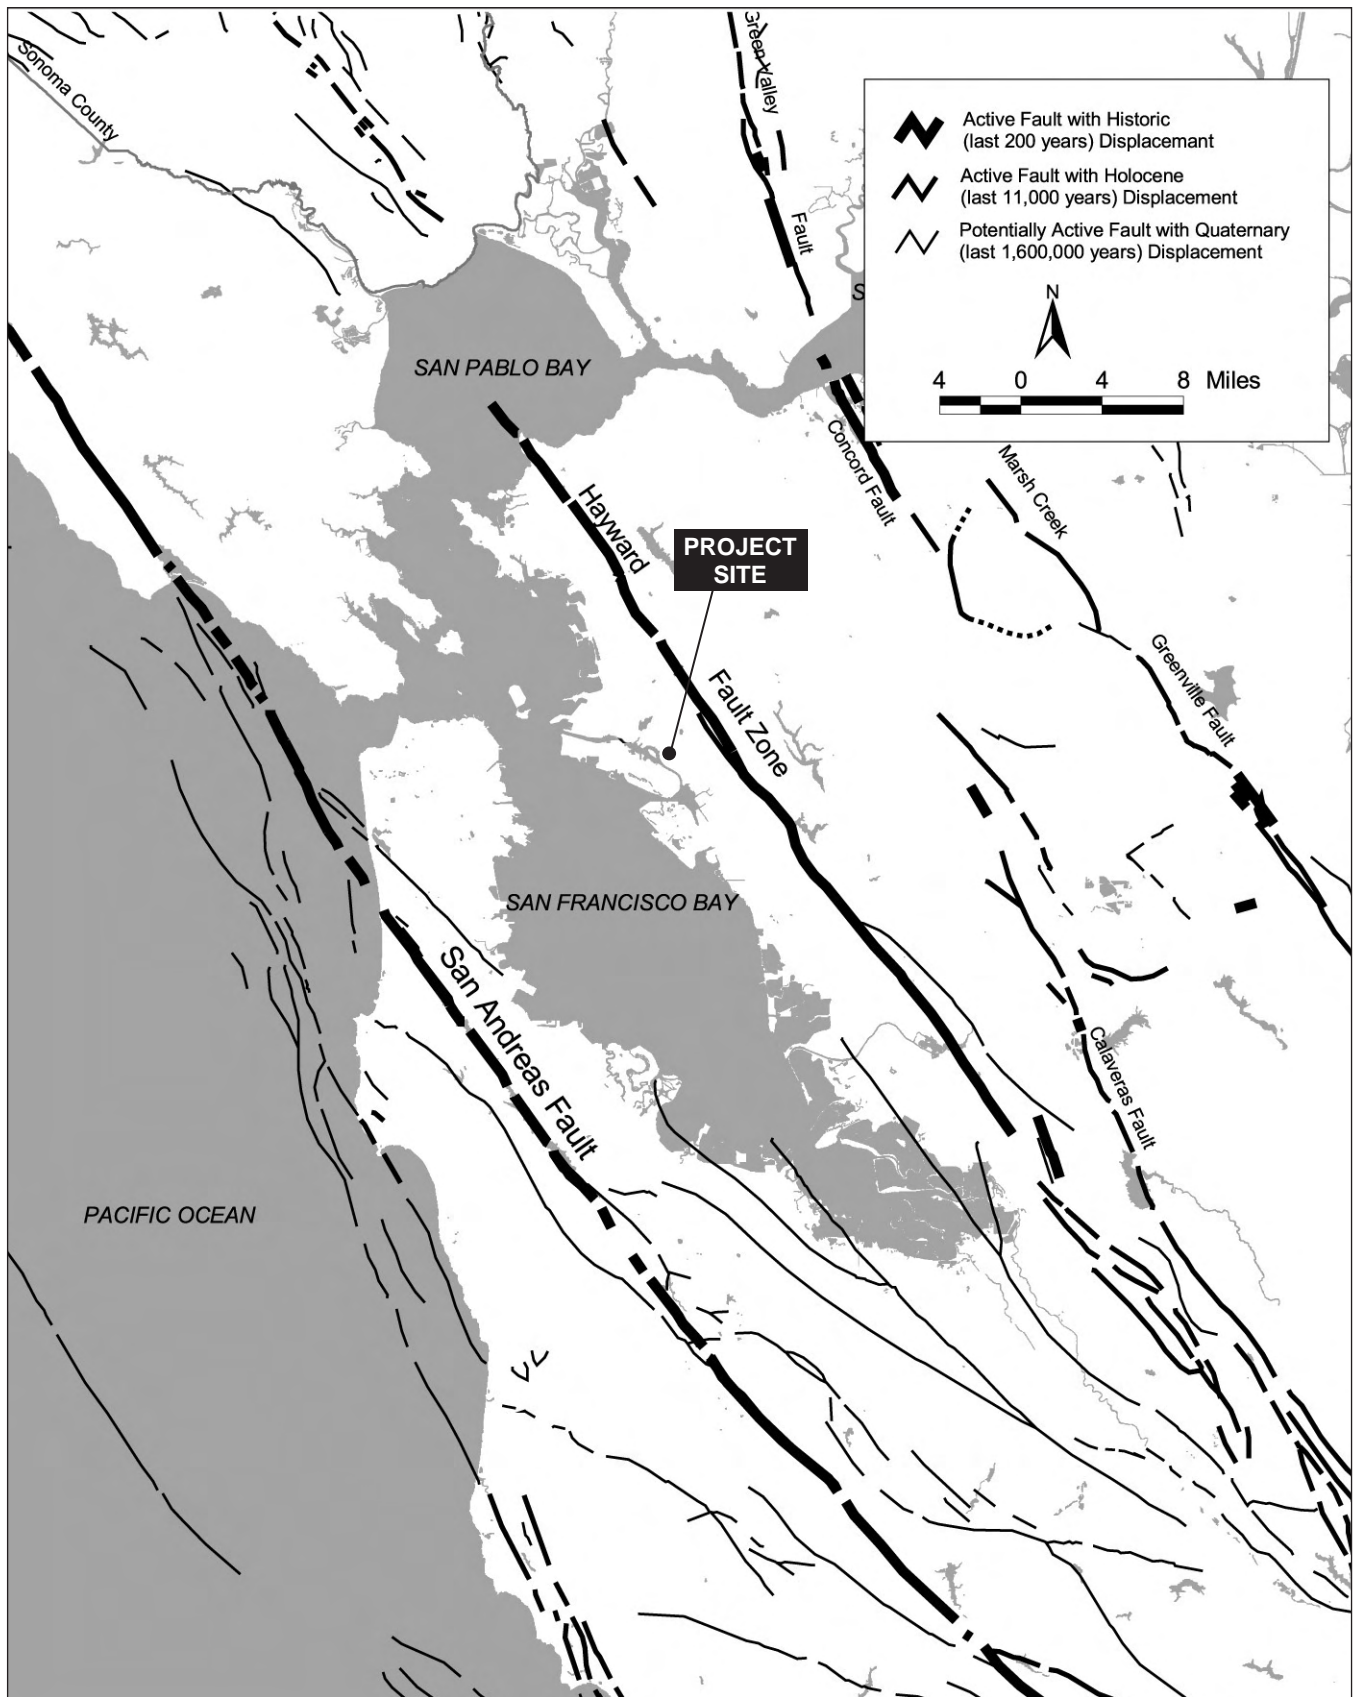 Sonoma County
Green Valley
Fault
Active Fault with Historic
(last 200 years) Displacemant
Active Fault with Holocene
(last 11,000 years) Displacement
Potentially Active Fault with Quaternary
(last 1,600,000 years) Displacement
N
S
4 0 4 8 Miles
SAN PABLO BAY
Concord Fault
Marsh Creek
Hayward
Fault Zone
PROJECT
SITE
Greenville Fault
SAN FRANCISCO BAY
San Andreas Fault
Calaveras Fault
PACIFIC OCEAN